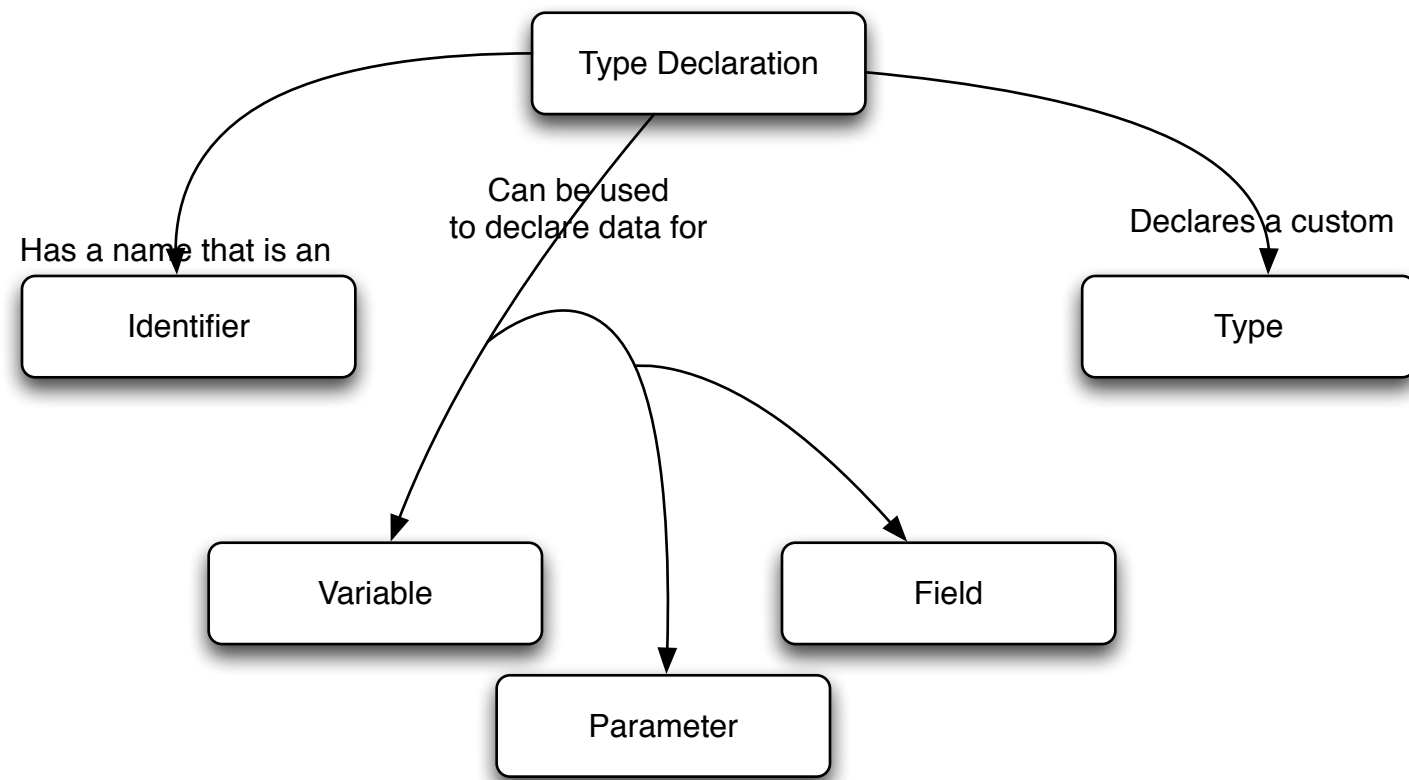 Type Declaration
Can be used
to declare data for
Declares a custom
Has a name that is an
Identifier
Type
Variable
Field
Parameter